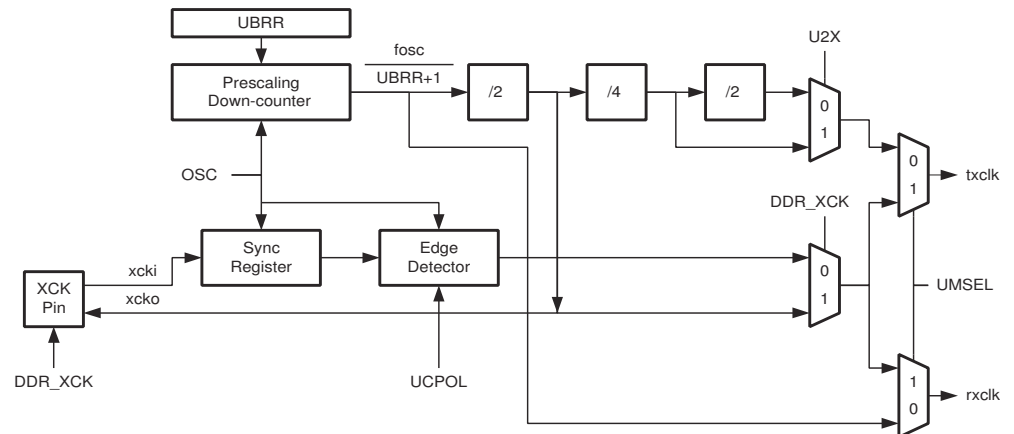 UBRR
U2X
fosc
UBRR+1
Prescaling
Down-counter
/2
/4
/2
0
1
OSC
0
1
txclk
DDR_XCK
Sync
Register
Edge
Detector
xcki
XCK
Pin
xcko
0
1
UMSEL
DDR_XCK
UCPOL
1
0
rxclk